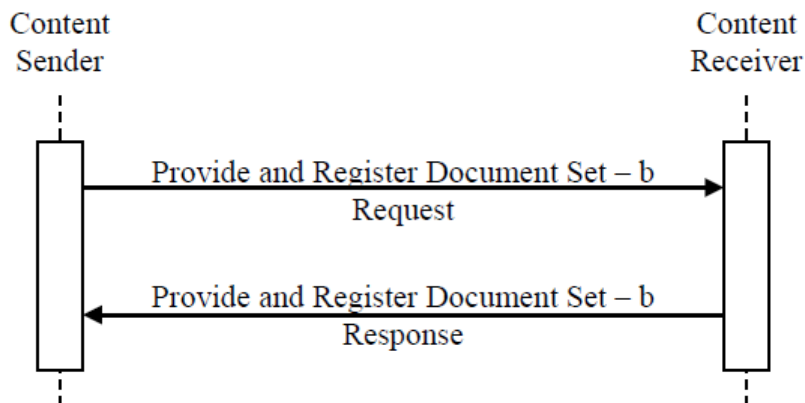 Content
Sender
Content
Receiver
Provide and Register Document Set – b
Request
Provide and Register Document Set – b
Response